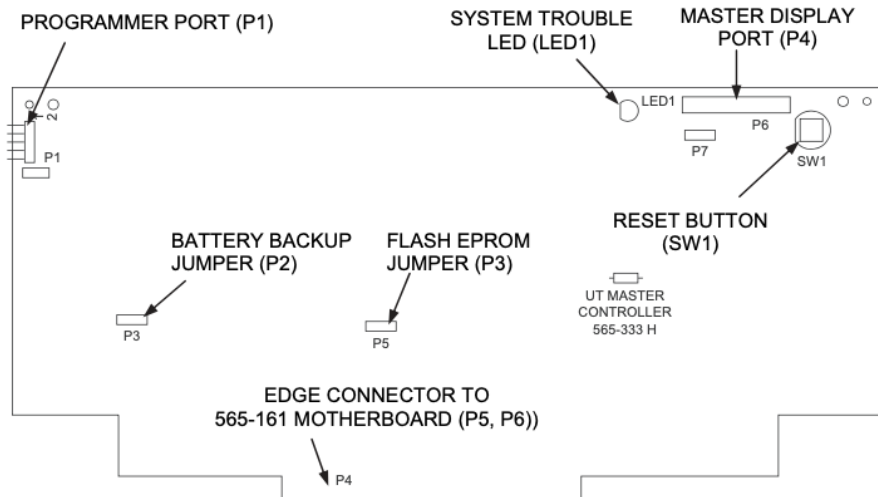 PROGRAMMER PORT (P1)
SYSTEM TROUBLE
LED (LED1)
MASTER DISPLAY
PORT (P4)
LED1
P6
P7
SW1
1 2
P1
RESET BUTTON
(SW1)
BATTERY BACKUP
JUMPER (P2)
FLASH EPROM
JUMPER (P3)
UT MASTER
CONTROLLER
565-333 H
P3
P5
EDGE CONNECTOR TO
565-161 MOTHERBOARD (P5, P6))
P4